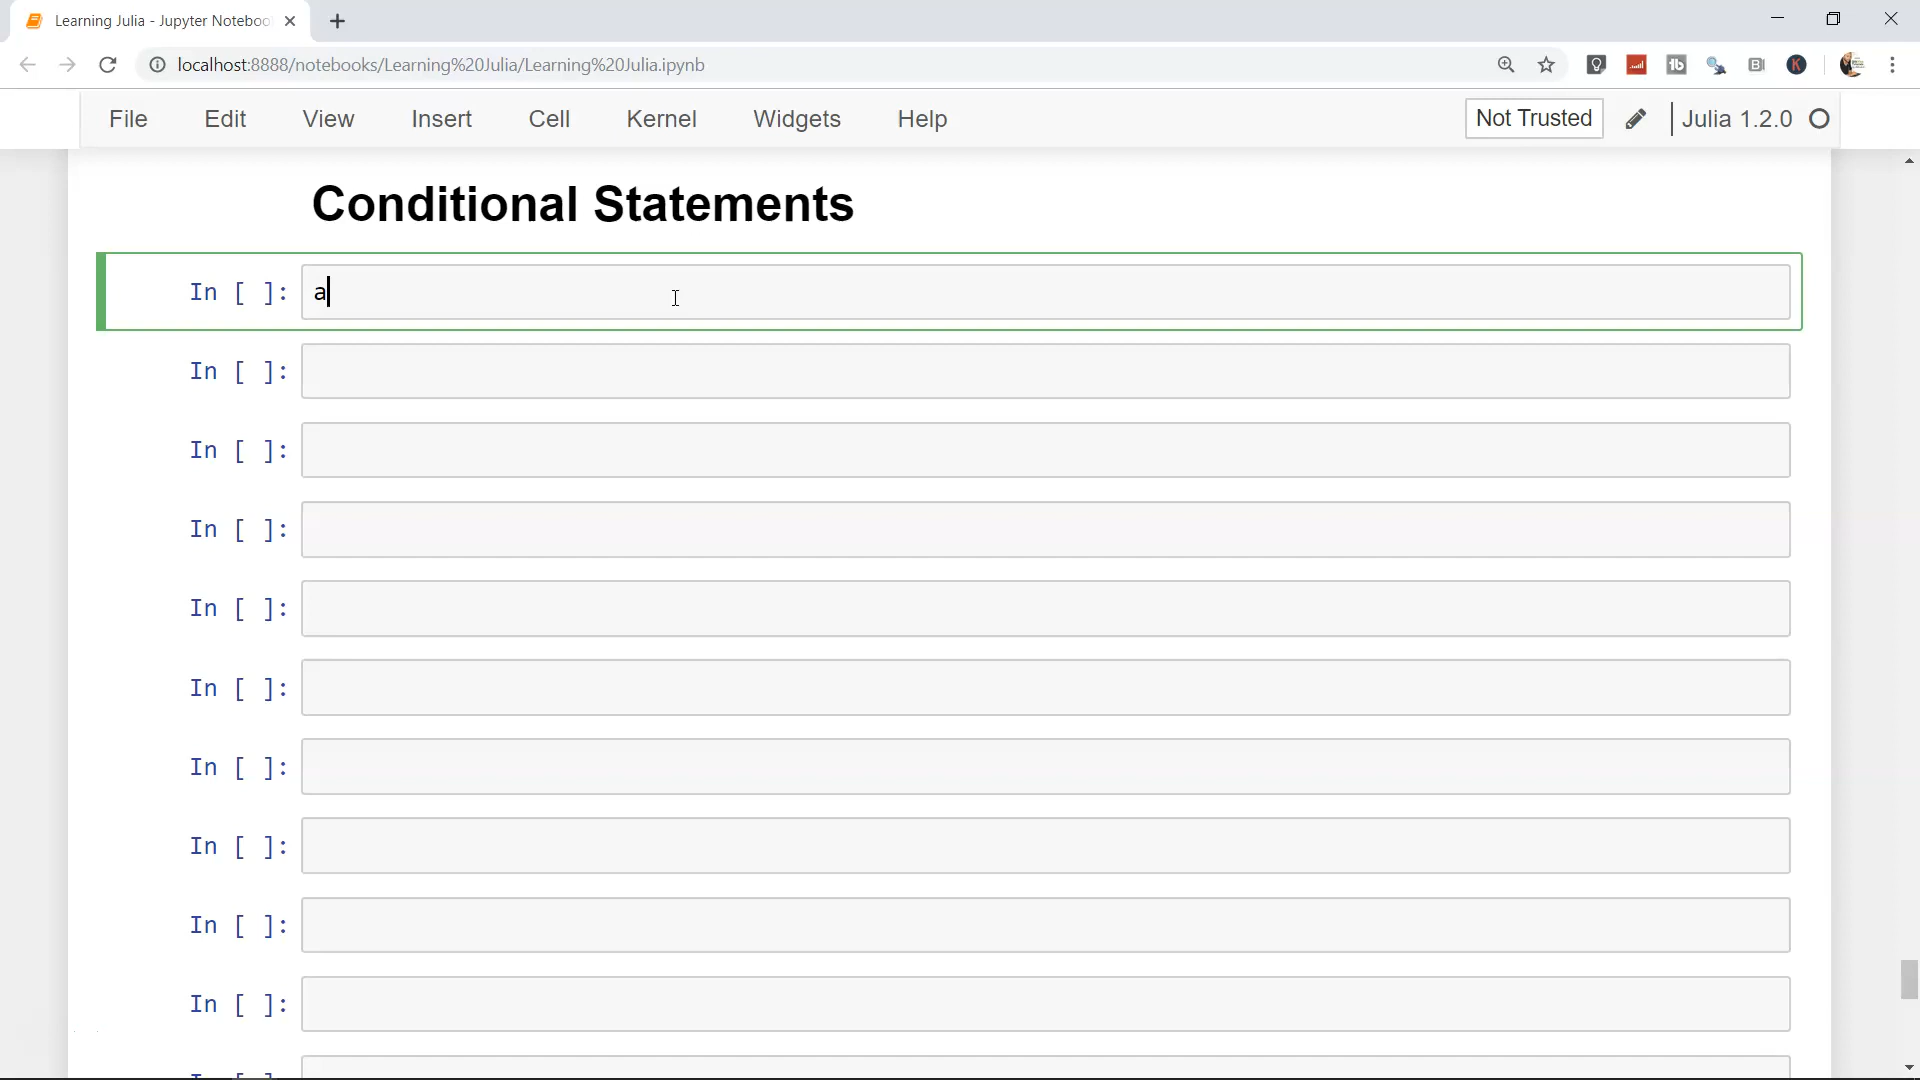 Learning Julia - Jupyter Noteboo
localhost:8888/notebooks/Learning%20Julia/Learning%20Julia.ipynb
File Edit View Insert Cell Kernel Widgets Help Not Trusted Julia 1.2.0
Conditional Statements
In [ ]: a
In [ ]:
In [ ]:
In [ ]:
In [ ]:
In [ ]:
In [ ]:
In [ ]:
In [ ]:
In [ ]: